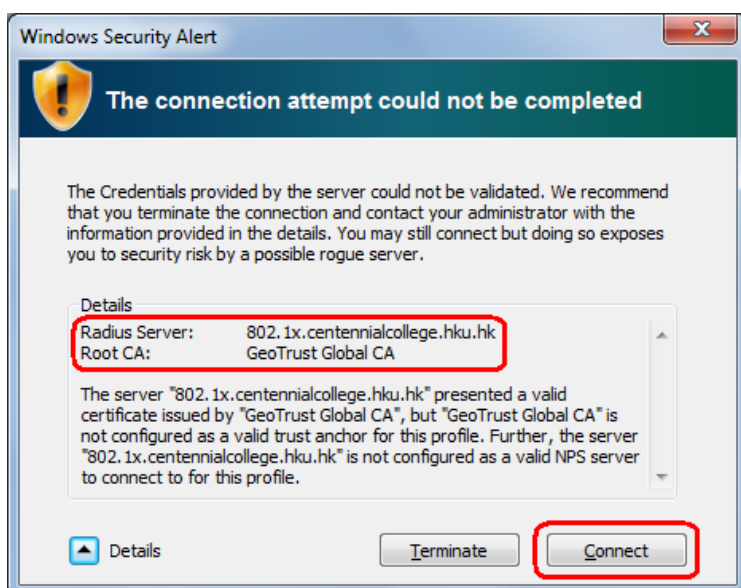 Windows Security Alert
The connection attempt could not be completed
The Credentials provided by the server could not be validated. We recommend
that you terminate the connection and contact your administrator with the
information provided in the details. You may still connect but doing so exposes
you to security risk by a possible rogue server.
Details
Radius Server: 802.1x.centennialcollege.hku.hk
Root CA: GeoTrust Global CA
The server "802.1x.centennialcollege.hku.hk" presented a valid
certificate issued by "GeoTrust Global CA", but "GeoTrust Global CA" is
not configured as a valid trust anchor for this profile. Further, the server
"802.1x.centennialcollege.hku.hk" is not configured as a valid NPS server
to connect to for this profile.
Details Terminate Connect